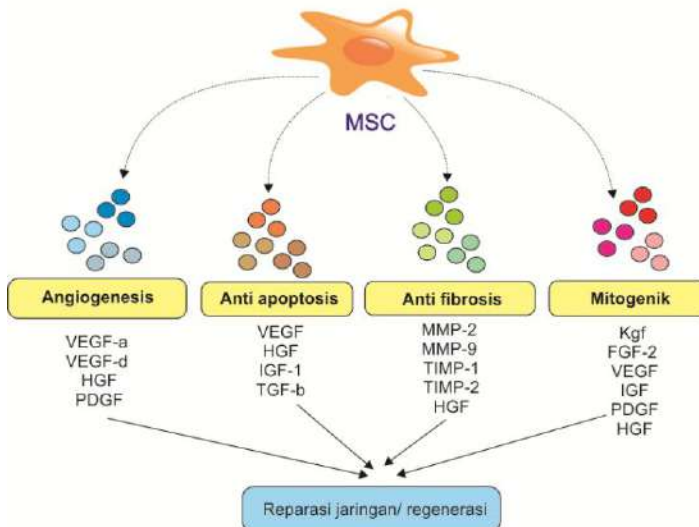 MSC
Angiogenesis
VEGF-a
VEGF-d
HGF
PDGF
Anti apoptosis
VEGF
HGF
IGF-1
TGF-b
Anti fibrosis
MMP-2
MMP-9
TIMP-1
TIMP-2
HGF
Mitogenik
Kgf
FGF-2
VEGF
IGF
PDGF
HGF
Reparasi jaringan/ regenerasi